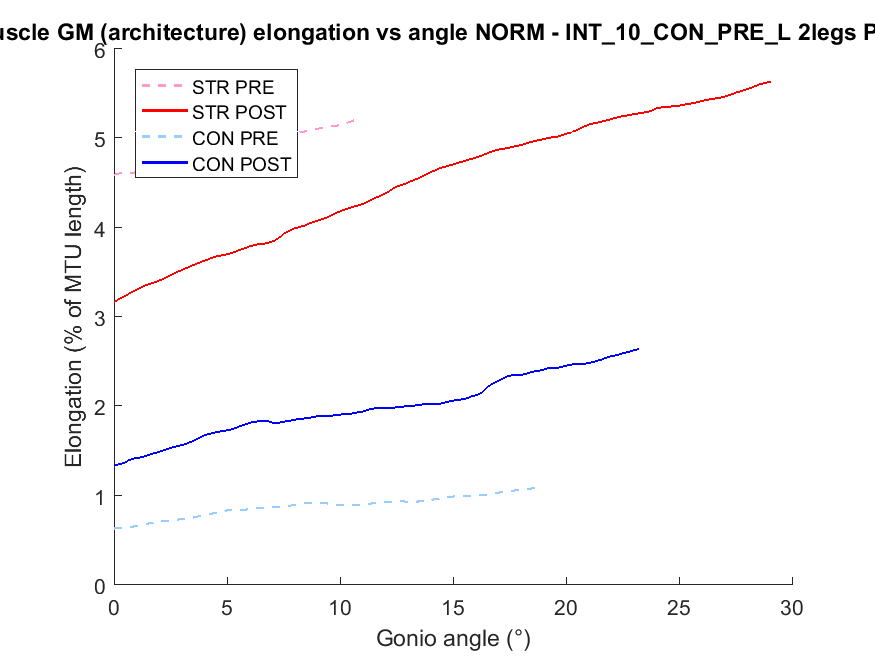 uscle GM (architecture) elongation vs angle NORM - INT_10_CON_PRE_L 2legs P
6
5
4
3
2
1
0
Elongation (% of MTU length)
STR PRE
STR POST
CON PRE
CON POST
0 5 10 15 20 25 30
Gonio angle (°)